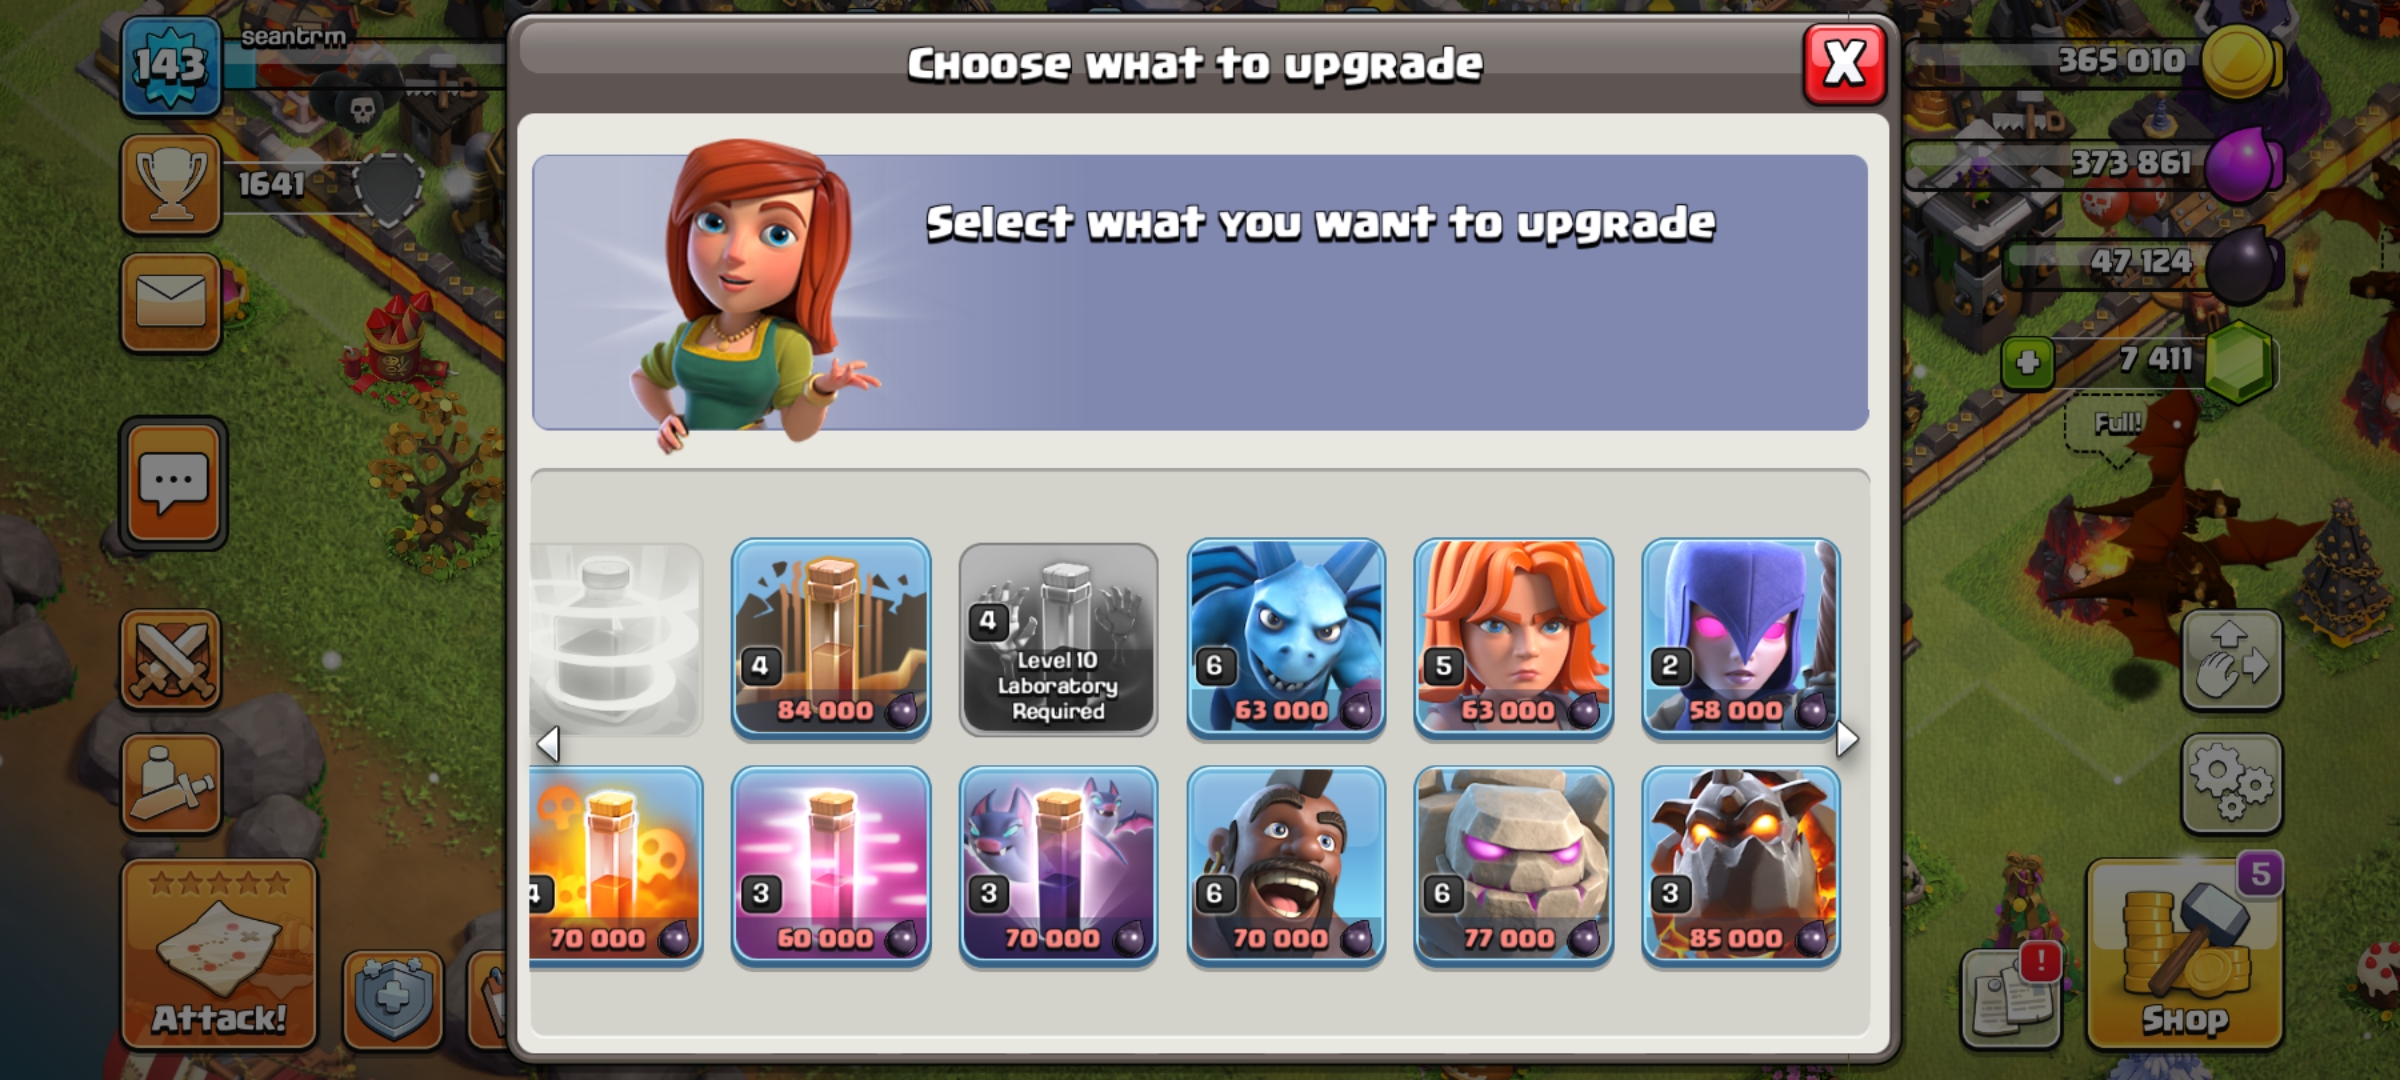 143
seantrm
1641
Choose what to upgrade
X
365 010
373 861
47 124
7 411
Full!
Select what you want to upgrade
4
84 000
4
Level 10
Laboratory
Required
6
63 000
5
63 000
2
58 000
4
70 000
3
60 000
3
70 000
6
70 000
6
77 000
3
85 000
Attack!
!
5
Shop